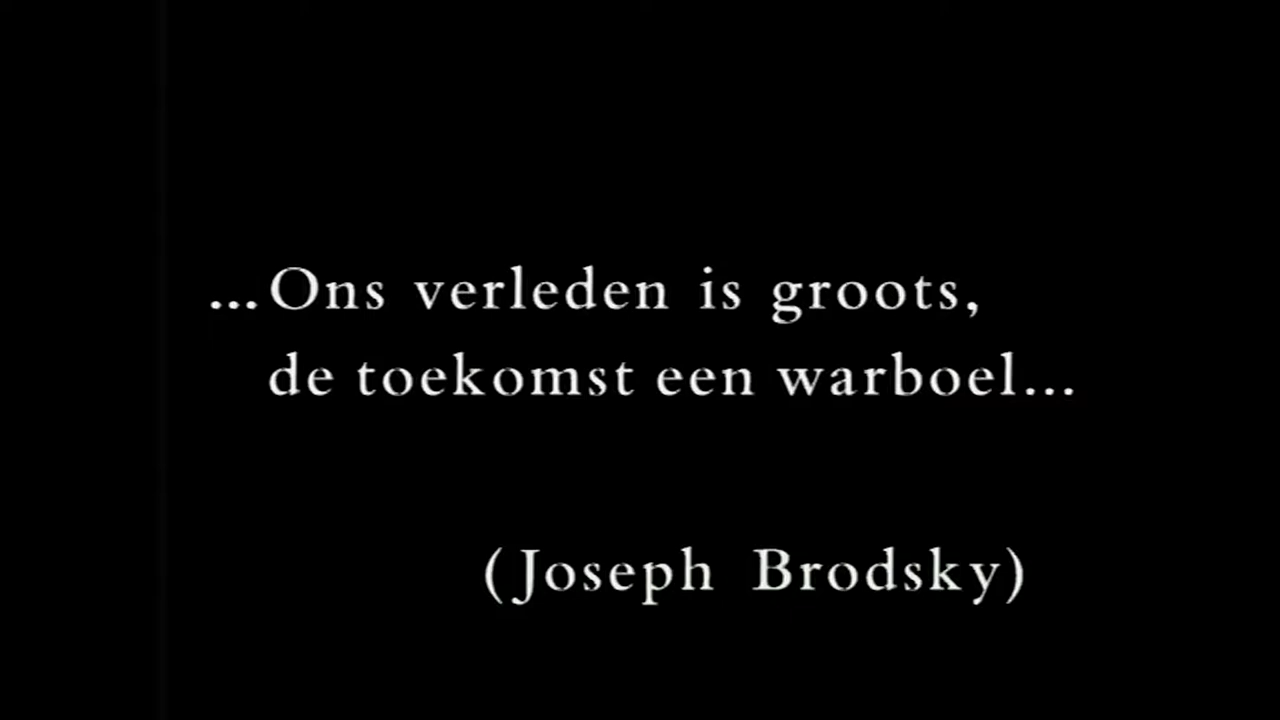 ...Ons verleden is groots,
de toekomst een warboel...
(Joseph Brodsky)